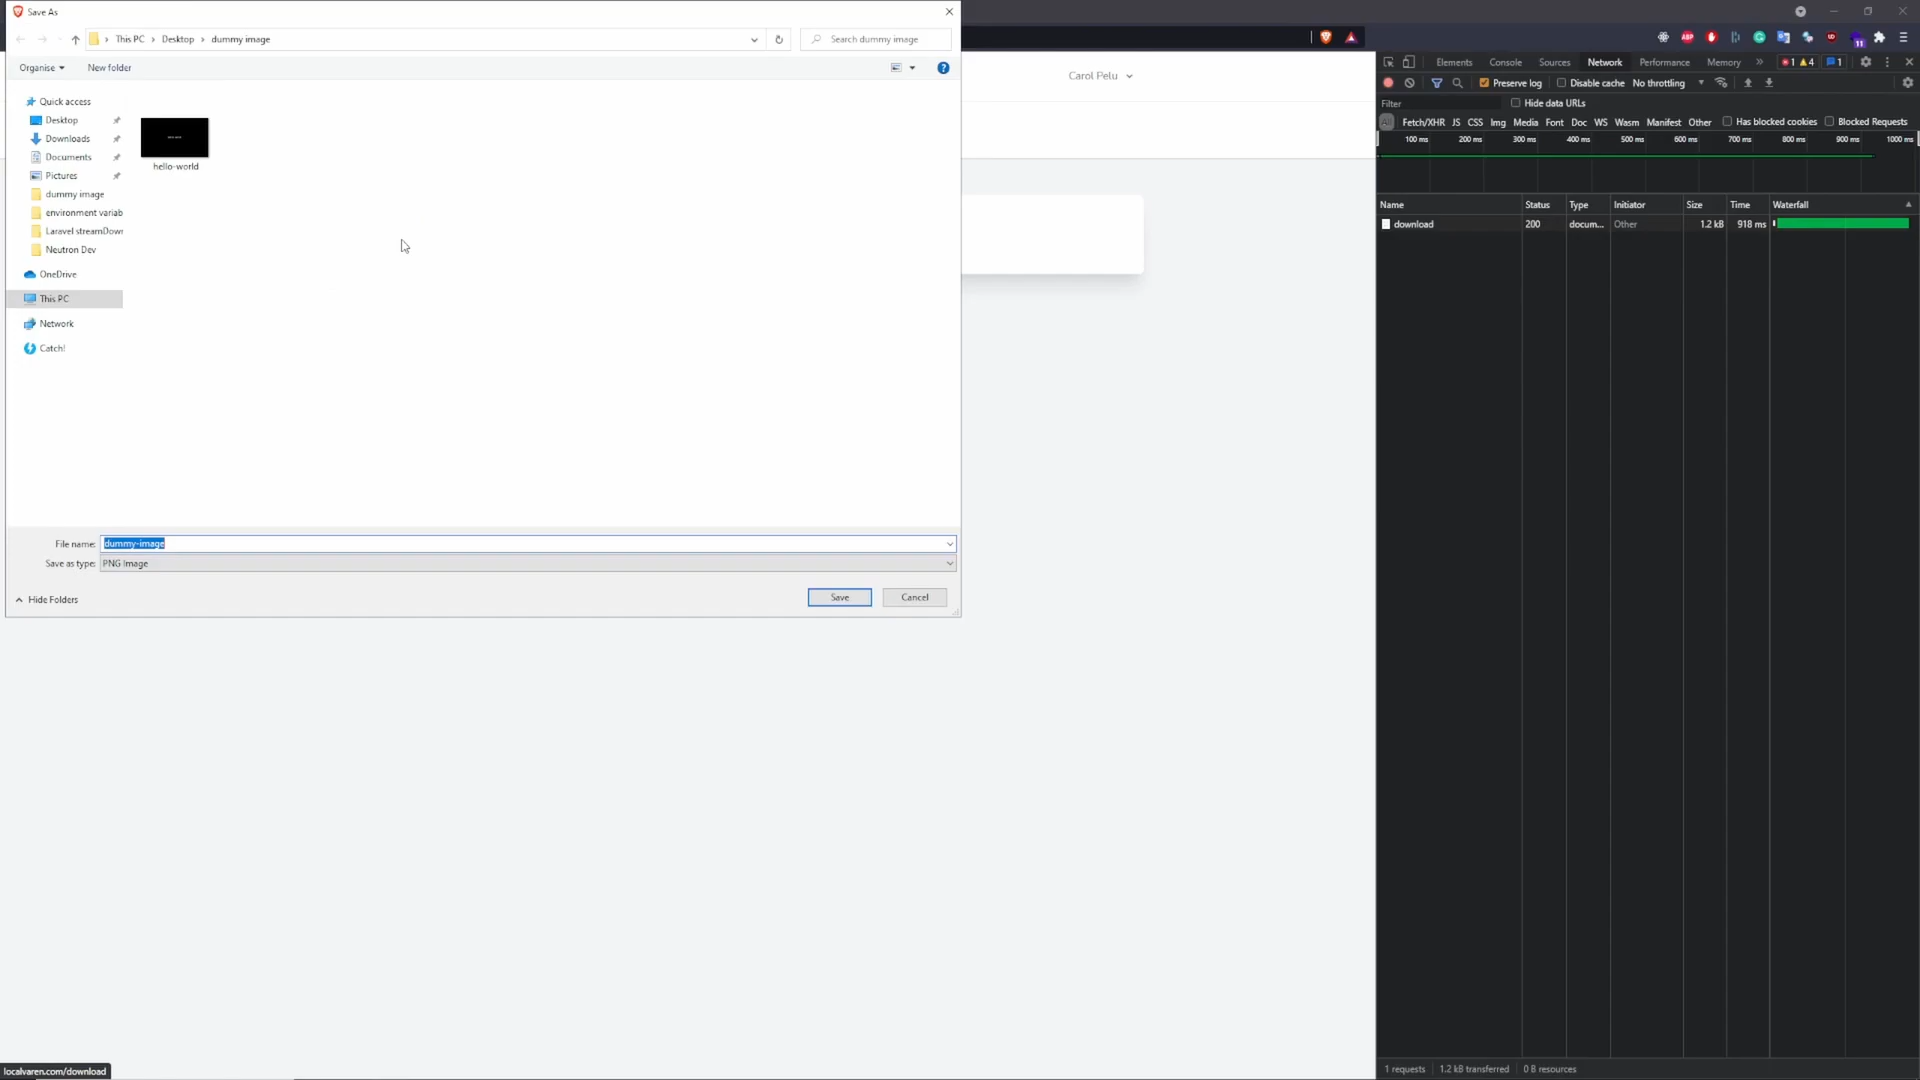 Save As
This PC > Desktop > dummy image
Search dummy image
Organise
New folder
Quick access
Desktop
Downloads
Documents
Pictures
dummy image
environment variab
Laravel streamDowr
Neutron Dev
OneDrive
This PC
Network
Catch!
hello-world
File name: dummy-image
Save as type: PNG Image
Hide Folders
Save
Cancel
Carol Pelu
localvaren.com/download
ABP
11
Elements Console Sources Network Performance Memory » 1 4 1
Preserve log Disable cache No throttling
Filter
Hide data URLs
All Fetch/XHR JS CSS Img Media Font Doc WS Wasm Manifest Other Has blocked cookies Blocked Requests
100 ms 200 ms 300 ms 400 ms 500 ms 600 ms 700 ms 800 ms 900 ms 1000 ms
Name Status Type Initiator Size Time Waterfall
download 200 docum... Other 1.2 kB 918 ms
1 requests 1.2 kB transferred 0 B resources